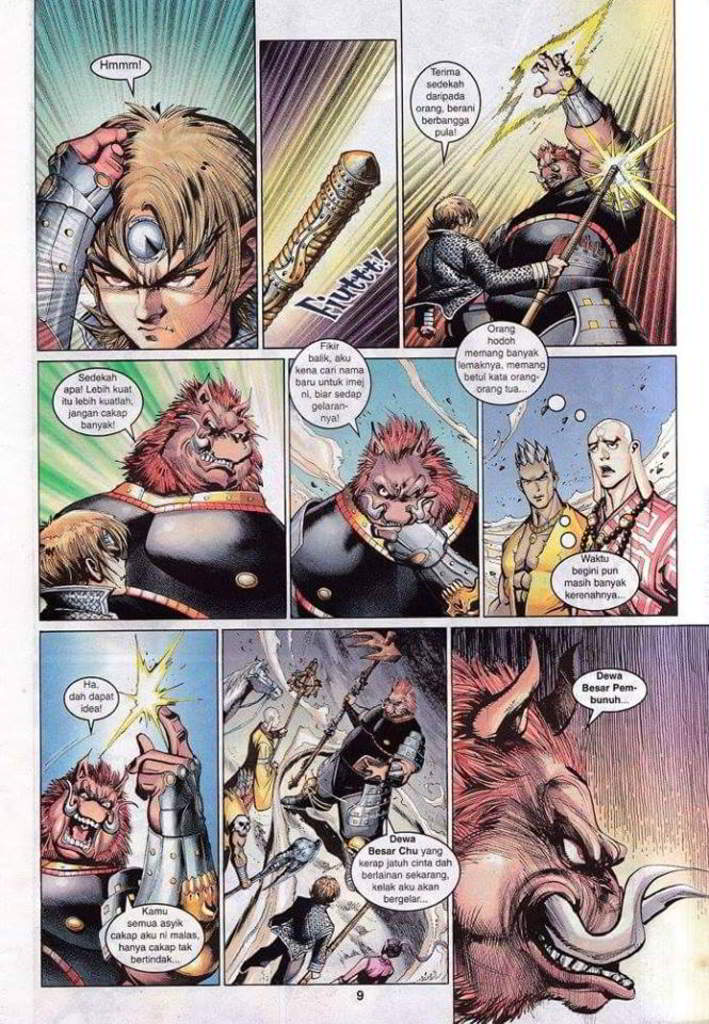 Hmmm!
Fiuttt!
Terima
sedekah
daripada
orang, berani
berbangga
pula!
Sedekah
apa! Lebih kuat
itu lebih kuatlah,
jangan cakap
banyak!
Fikir
balik, aku
kena cari nama
baru untuk imej
ni, biar sedap
gelaran-
nya!
Orang
hodoh
memang banyak
lemaknya, memang
betul kata orang-
orang tua...
Waktu
begini pun
masih banyak
kerenahnya...
Ha,
dah dapat
idea!
Kamu
semua asyik
cakap aku ni malas,
hanya cakap tak
bertindak...
Dewa
Besar Chu yang
kerap jatuh cinta dah
berlainan sekarang,
kelak aku akan
bergelar...
Dewa
Besar Pem-
bunuh...
9